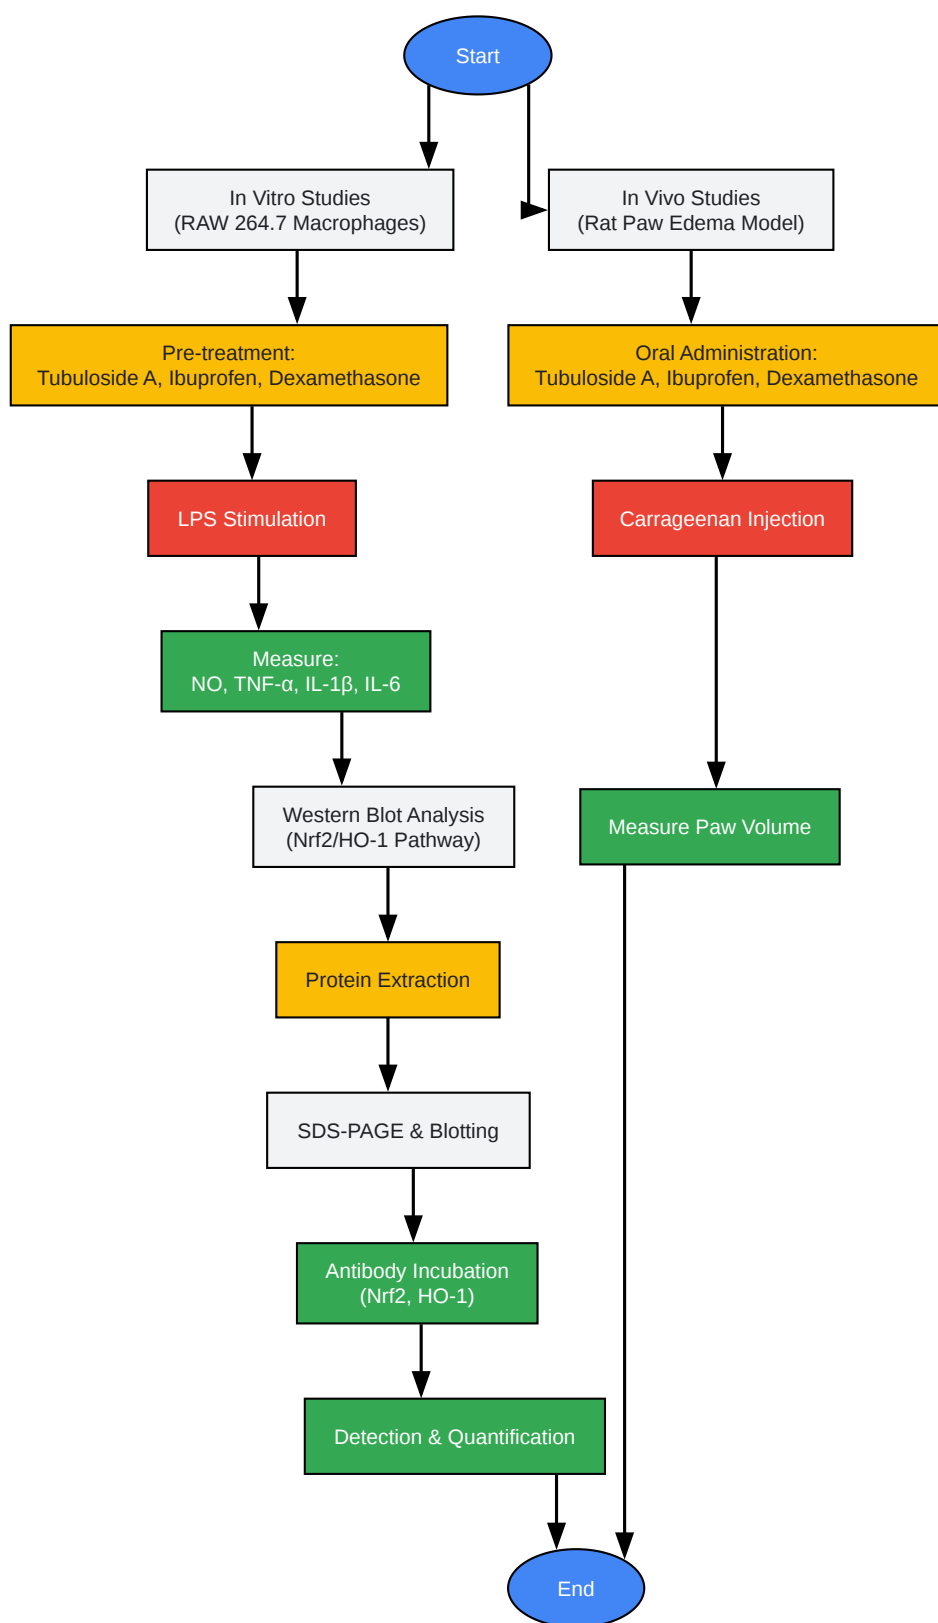 Start
In Vitro Studies
(RAW 264.7 Macrophages)
In Vivo Studies
(Rat Paw Edema Model)
Pre-treatment:
Tubuloside A, Ibuprofen, Dexamethasone
Oral Administration:
Tubuloside A, Ibuprofen, Dexamethasone
LPS Stimulation
Carrageenan Injection
Measure:
NO, TNF-α, IL-1β, IL-6
Western Blot Analysis
(Nrf2/HO-1 Pathway)
Measure Paw Volume
Protein Extraction
SDS-PAGE & Blotting
Antibody Incubation
(Nrf2, HO-1)
Detection & Quantification
End